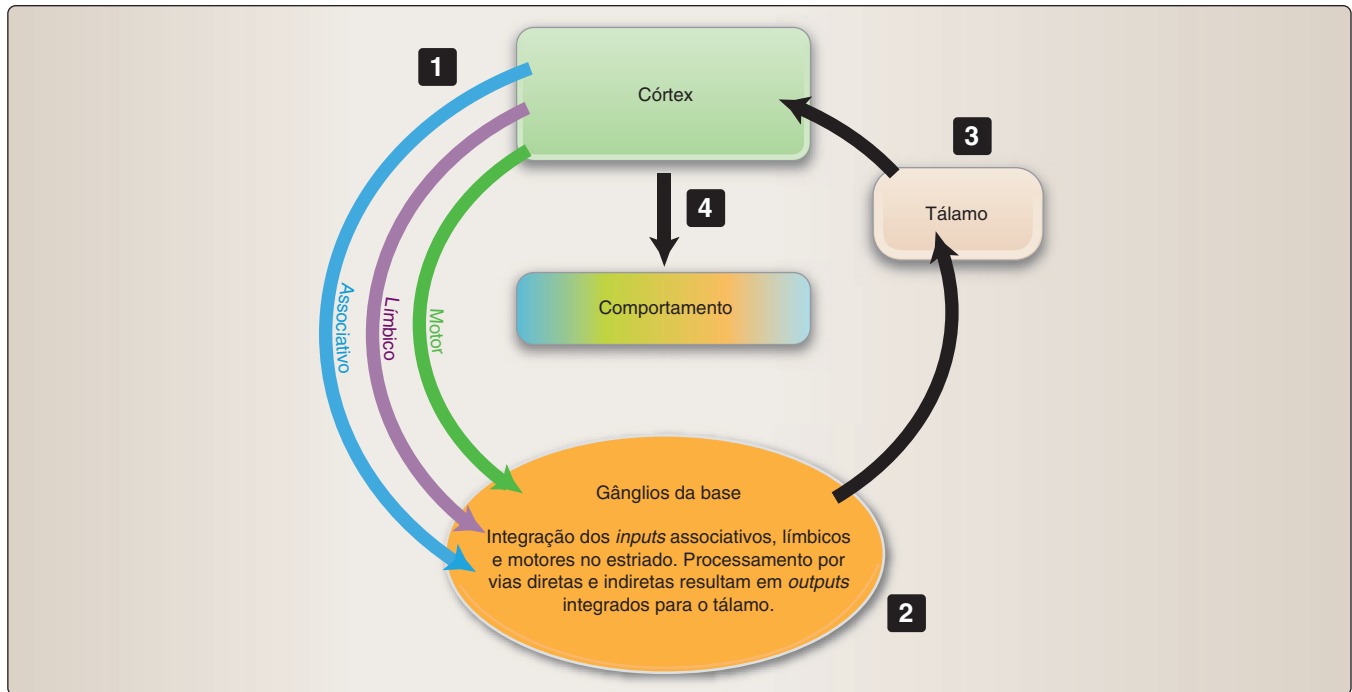 1
Córtex
3
Tálamo
4
Comportamento
Associativo
Límbico
Motor
Gânglios da base
Integração dos inputs associativos, límbicos
e motores no estriado. Processamento por
vias diretas e indiretas resultam em outputs
integrados para o tálamo.
2